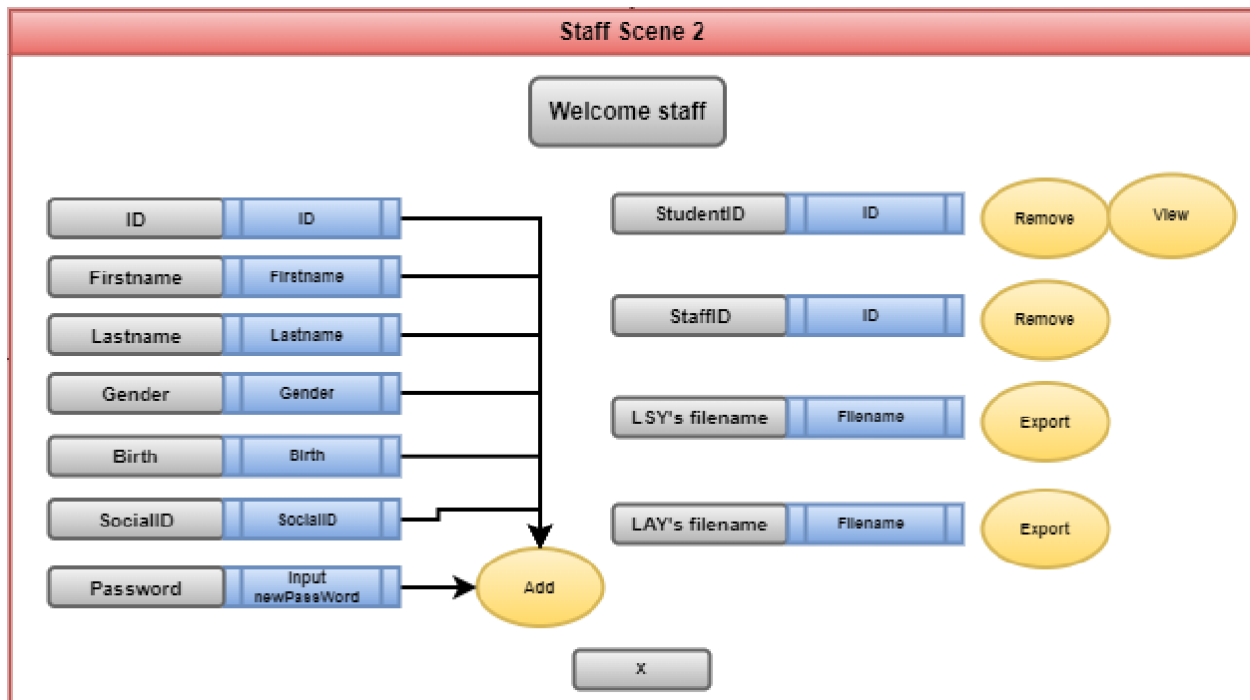 Staff Scene 2
Welcome staff
ID ID
Firstname Firstname
Lastname Lastname
Gender Gender
Birth Birth
SocialID SocialID
Password Input
newPassWord
Add
StudentID ID Remove View
StaffID ID Remove
LSY's filename Filename Export
LAY's filename Filename Export
X